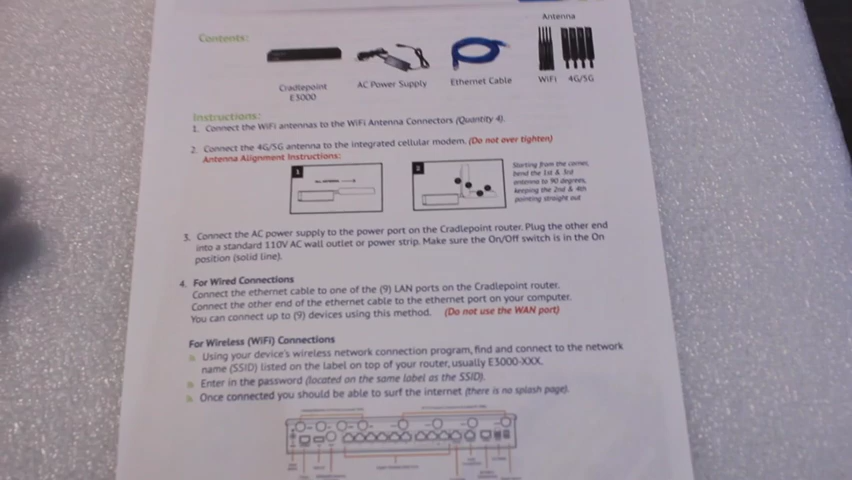 Antenna
Contents:
Cradlepoint
E3000
AC Power Supply
Ethernet Cable
WiFi
4G/5G
Instructions:
1. Connect the WiFi antennas to the WiFi Antenna Connectors (Quantity 4).
2. Connect the 4G/5G antenna to the integrated cellular modem. (Do not over tighten)
Antenna Alignment Instructions:
1
2
Starting from the corner,
bend the 1st & 3rd
antenna to 90 degrees,
keeping the 2nd & 4th
pointing straight out
3. Connect the AC power supply to the power port on the Cradlepoint router. Plug the other end
into a standard 110V AC wall outlet or power strip. Make sure the On/Off switch is in the On
position (solid line).
4. For Wired Connections
Connect the ethernet cable to one of the (9) LAN ports on the Cradlepoint router.
Connect the other end of the ethernet cable to the ethernet port on your computer.
You can connect up to (9) devices using this method. (Do not use the WAN port)
For Wireless (WiFi) Connections
Using your device's wireless network connection program, find and connect to the network
name (SSID) listed on the label on top of your router, usually E3000-XXX.
Enter in the password (located on the same label as the SSID).
Once connected you should be able to surf the internet (there is no splash page).